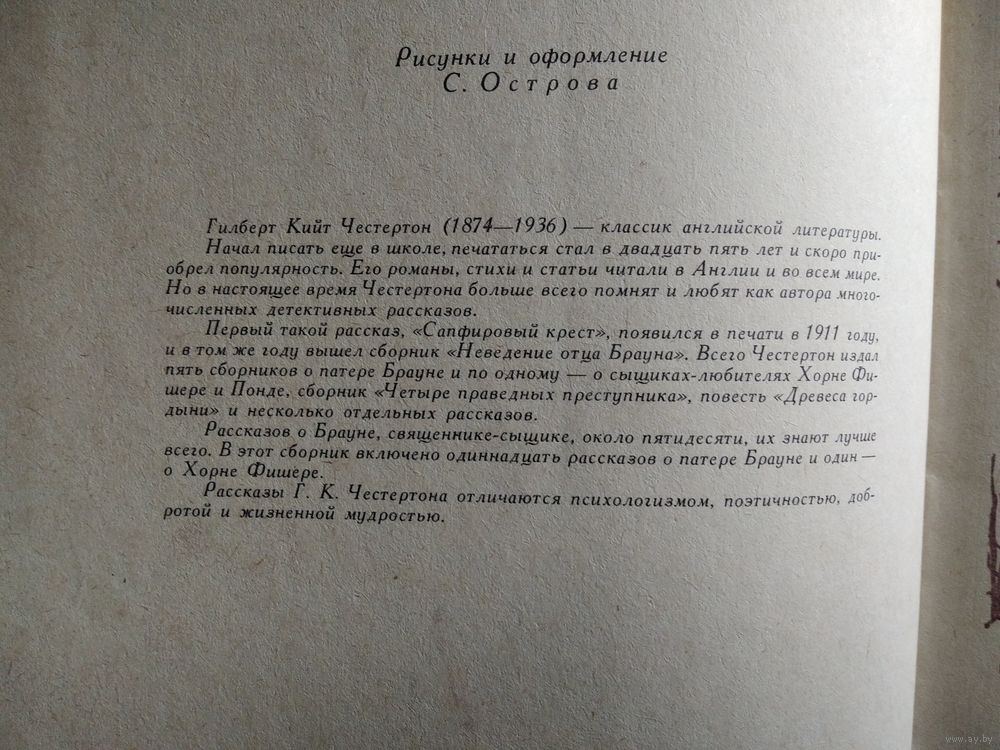 Рисунки и оформление
С. Острова
Гилберт Кийт Честертон (1874—1936) — классик английской литературы.
Начал писать еще в школе, печататься стал в двадцать пять лет и скоро при-
обрел популярность. Его романы, стихи и статьи читали в Англии и во всем мире.
Но в настоящее время Честертона больше всего помнят и любят как автора много-
численных детективных рассказов.
Первый такой рассказ, «Сапфировый крест», появился в печати в 1911 году,
и в том же году вышел сборник «Неведение отца Брауна». Всего Честертон издал
пять сборников о патере Брауне и по одному — о сыщиках-любителях Хорне Фи-
шере и Понде, сборник «Четыре праведных преступника», повесть «Древеса гор-
дыни» и несколько отдельных рассказов.
Рассказов о Брауне, священнике-сыщике, около пятидесяти, их знают лучше
всего. В этот сборник включено одиннадцать рассказов о патере Брауне и один —
о Хорне Фишере.
Рассказы Г. К. Честертона отличаются психологизмом, поэтичностью, доб-
ротой и жизненной мудростью.
www.ay.by